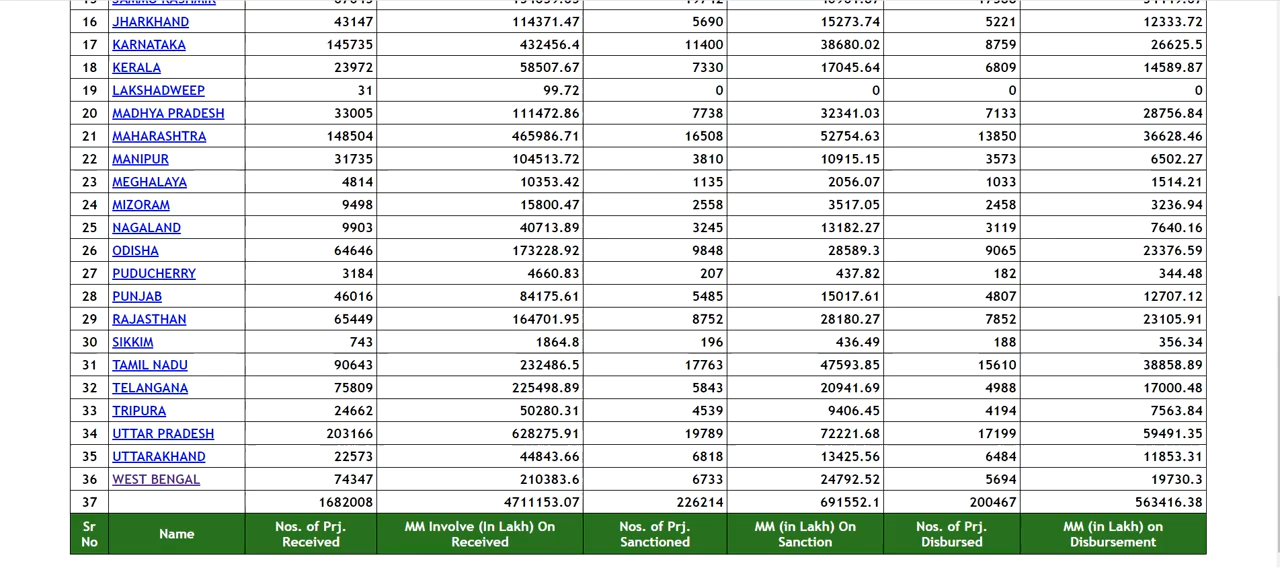 16 JHARKHAND 43147 114371.47 5690 15273.74 5221 12333.72
17 KARNATAKA 145735 432456.4 11400 38680.02 8759 26625.5
18 KERALA 23972 58507.67 7330 17045.64 6809 14589.87
19 LAKSHADWEEP 31 99.72 0 0 0 0
20 MADHYA PRADESH 33005 111472.86 7738 32341.03 7133 28756.84
21 MAHARASHTRA 148504 465986.71 16508 52754.63 13850 36628.46
22 MANIPUR 31735 104513.72 3810 10915.15 3573 6502.27
23 MEGHALAYA 4814 10353.42 1135 2056.07 1033 1514.21
24 MIZORAM 9498 15800.47 2558 3517.05 2458 3236.94
25 NAGALAND 9903 40713.89 3245 13182.27 3119 7640.16
26 ODISHA 64646 173228.92 9848 28589.3 9065 23376.59
27 PUDUCHERRY 3184 4660.83 207 437.82 182 344.48
28 PUNJAB 46016 84175.61 5485 15017.61 4807 12707.12
29 RAJASTHAN 65449 164701.95 8752 28180.27 7852 23105.91
30 SIKKIM 743 1864.8 196 436.49 188 356.34
31 TAMIL NADU 90643 232486.5 17763 47593.85 15610 38858.89
32 TELANGANA 75809 225498.89 5843 20941.69 4988 17000.48
33 TRIPURA 24662 50280.31 4539 9406.45 4194 7563.84
34 UTTAR PRADESH 203166 628275.91 19789 72221.68 17199 59491.35
35 UTTARAKHAND 22573 44843.66 6818 13425.56 6484 11853.31
36 WEST BENGAL 74347 210383.6 6733 24792.52 5694 19730.3
37 1682008 4711153.07 226214 691552.1 200467 563416.38
Sr Nos. of Prj. MM Involve (In Lakh) On Nos. of Prj. MM (in Lakh) On Nos. of Prj. MM (in Lakh) on
Name
No Received Received Sanctioned Sanction Disbursed Disbursement